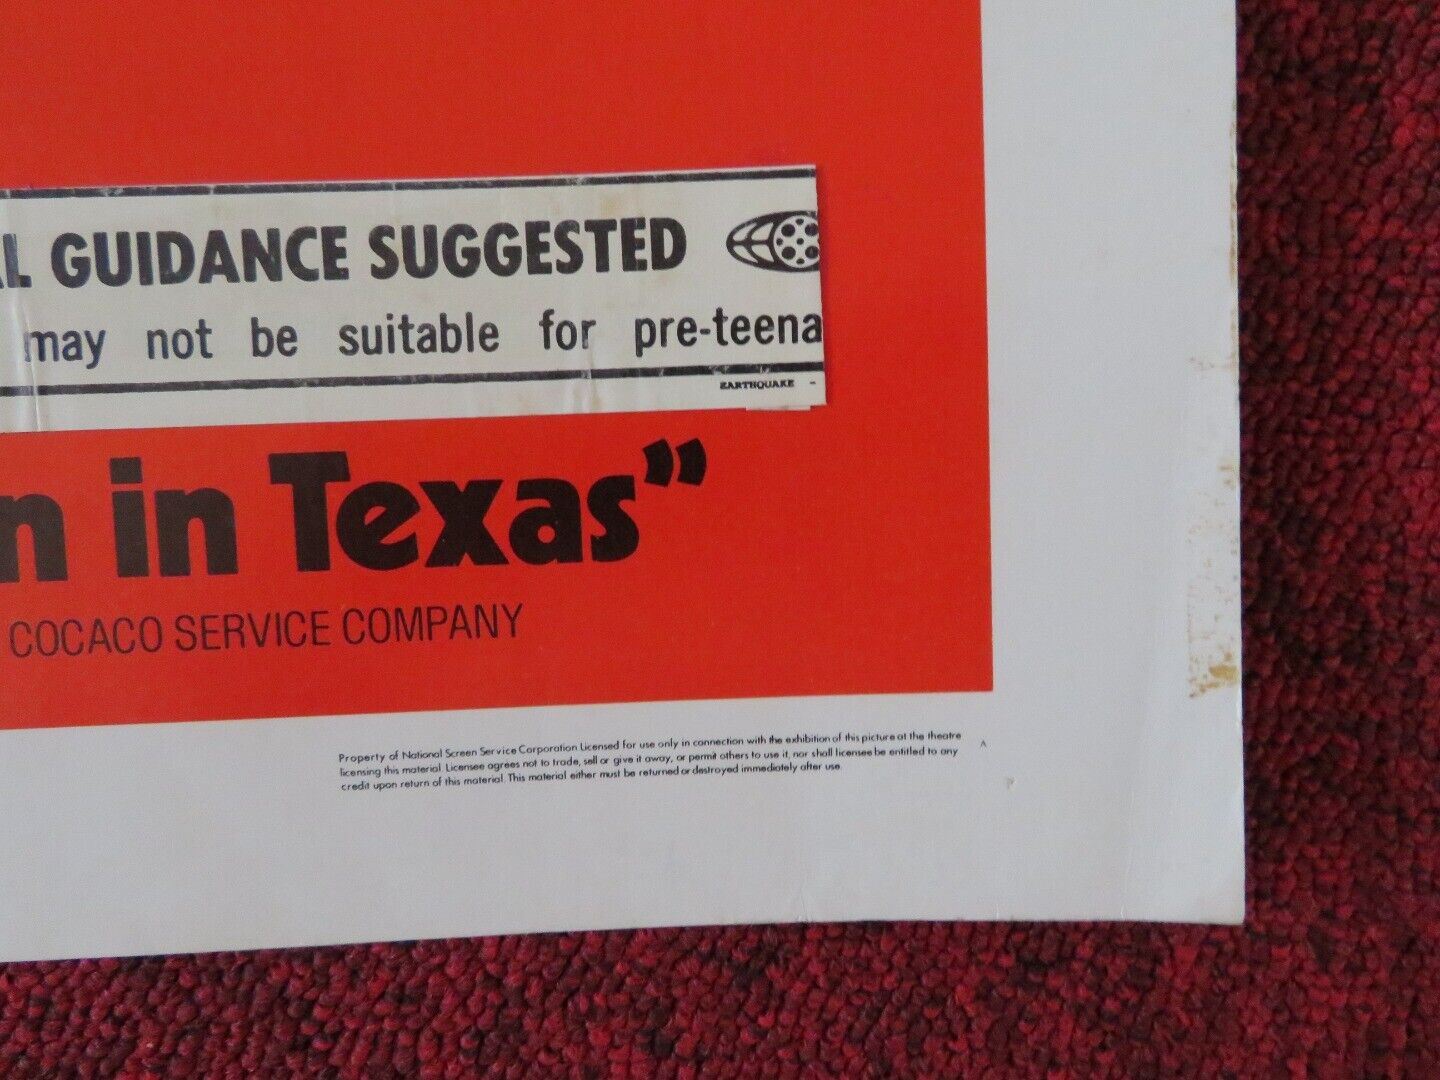 L GUIDANCE SUGGESTED
may not be suitable for pre-teena
EARTHQUAKE -
n in Texas”
COCACO SERVICE COMPANY
Property of National Screen Service Corporation Licensed for use only in connection with the exhibition of this picture at the theatre
licensing this material. Licensee agrees not to trade, sell or give it away, or permit others to use it, nor shall licensee be entitled to any
credit upon return of this material. This material either must be returned or destroyed immediately after use.
A